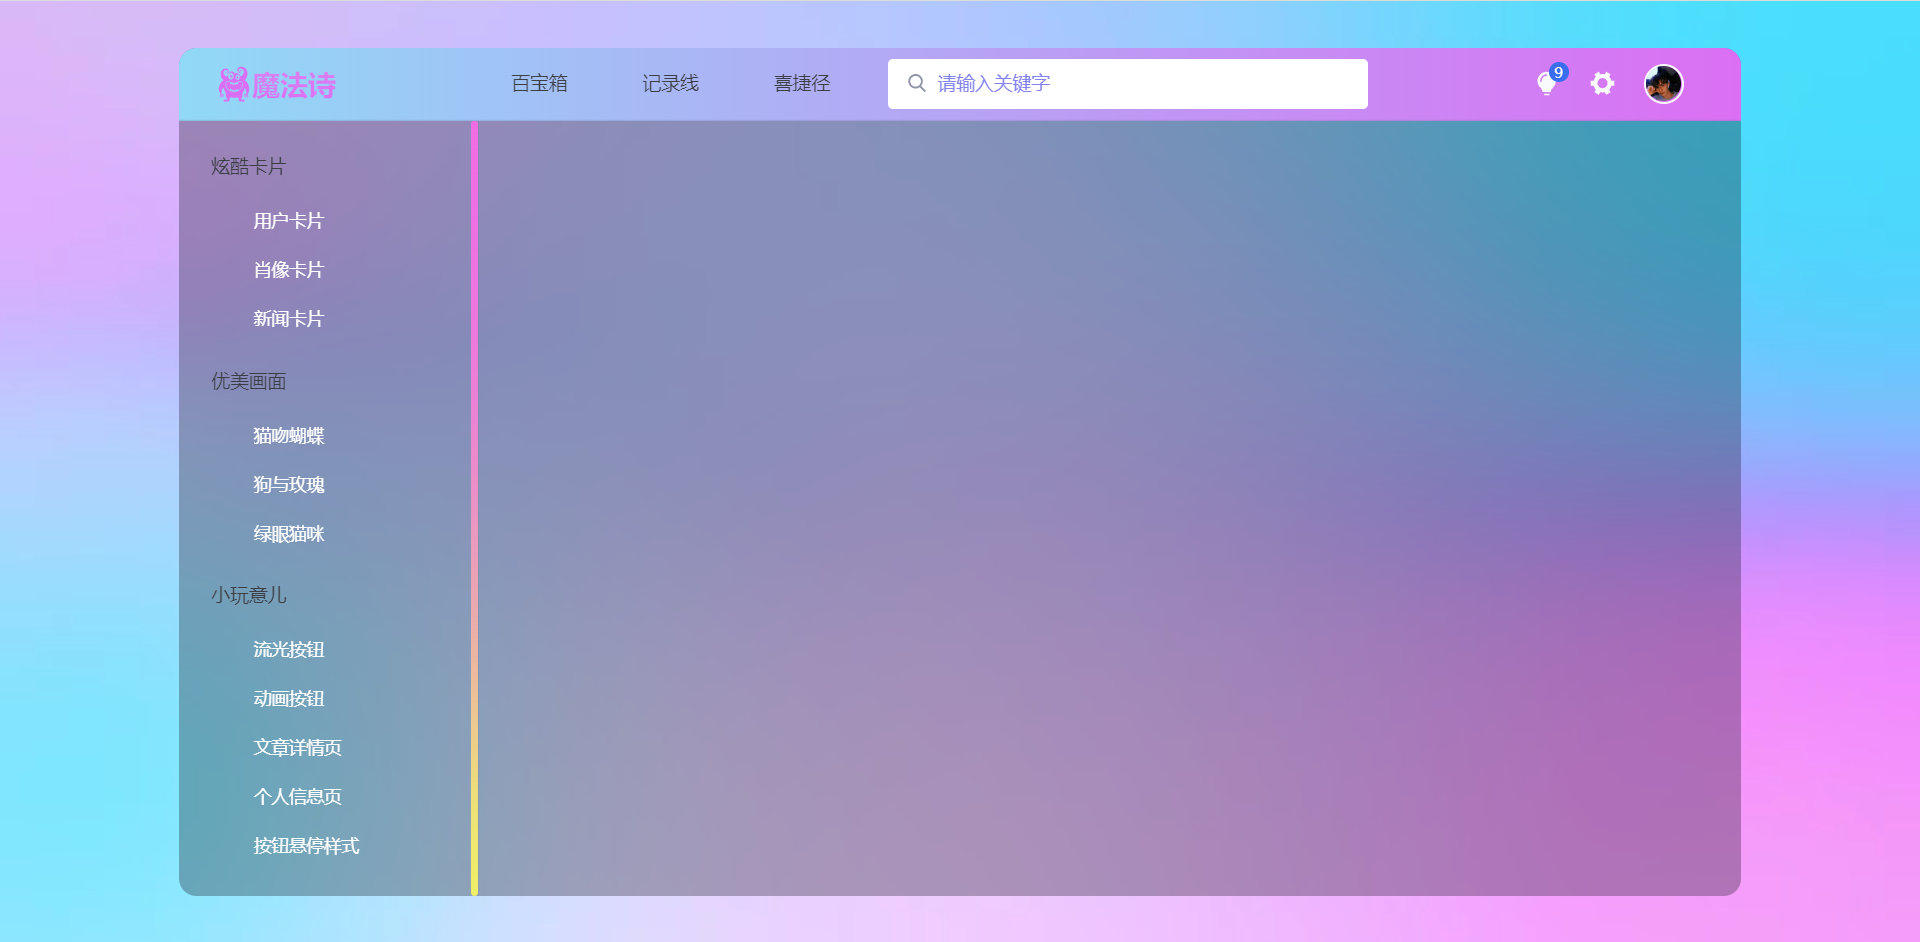 魔法诗
百宝箱
记录线
喜捷径
请输入关键字
9
炫酷卡片
用户卡片
肖像卡片
新闻卡片
优美画面
猫吻蝴蝶
狗与玫瑰
绿眼猫咪
小玩意儿
流光按钮
动画按钮
文章详情页
个人信息页
按钮悬停样式